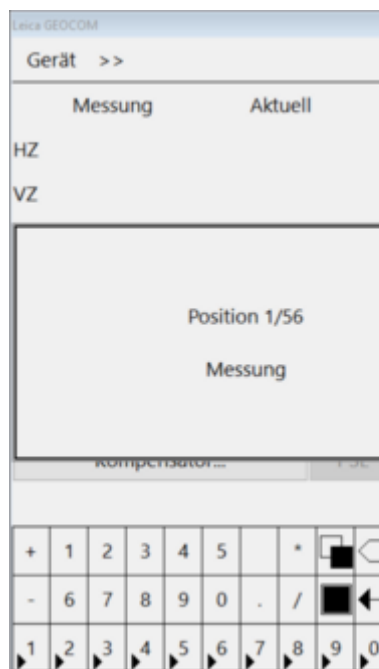 Leica GEOCOM
Gerät >>
Messung Aktuell
HZ
VZ
Position 1/56
Messung
Kompensator...
+ 1 2 3 4 5 *
- 6 7 8 9 0 . /
1 2 3 4 5 6 7 8 9 0